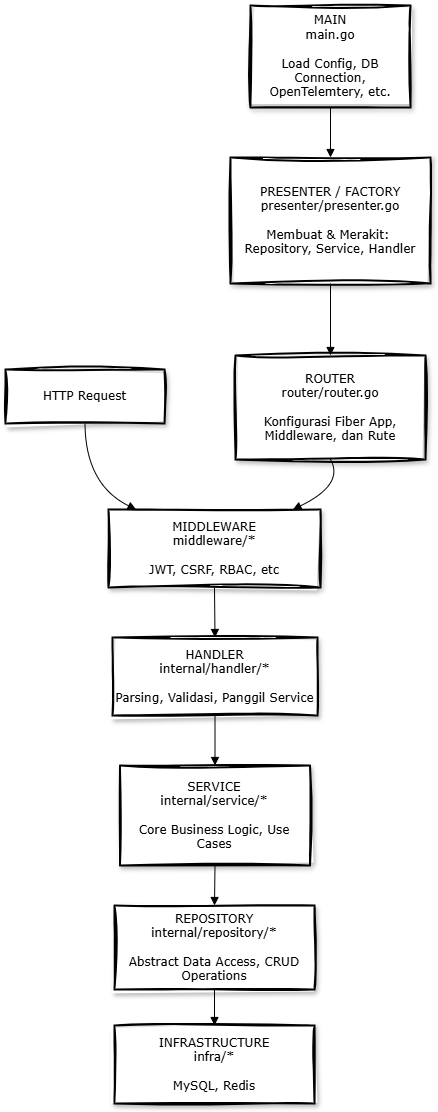 MAIN
main.go
Load Config, DB
Connection,
OpenTelemtery, etc.
PRESENTER / FACTORY
presenter/presenter.go
Membuat & Merakit:
Repository, Service, Handler
ROUTER
router/router.go
Konfigurasi Fiber App,
Middleware, dan Rute
HTTP Request
MIDDLEWARE
middleware/*
JWT, CSRF, RBAC, etc
HANDLER
internal/handler/*
Parsing, Validasi, Panggil Service
SERVICE
internal/service/*
Core Business Logic, Use
Cases
REPOSITORY
internal/repository/*
Abstract Data Access, CRUD
Operations
INFRASTRUCTURE
infra/*
MySQL, Redis